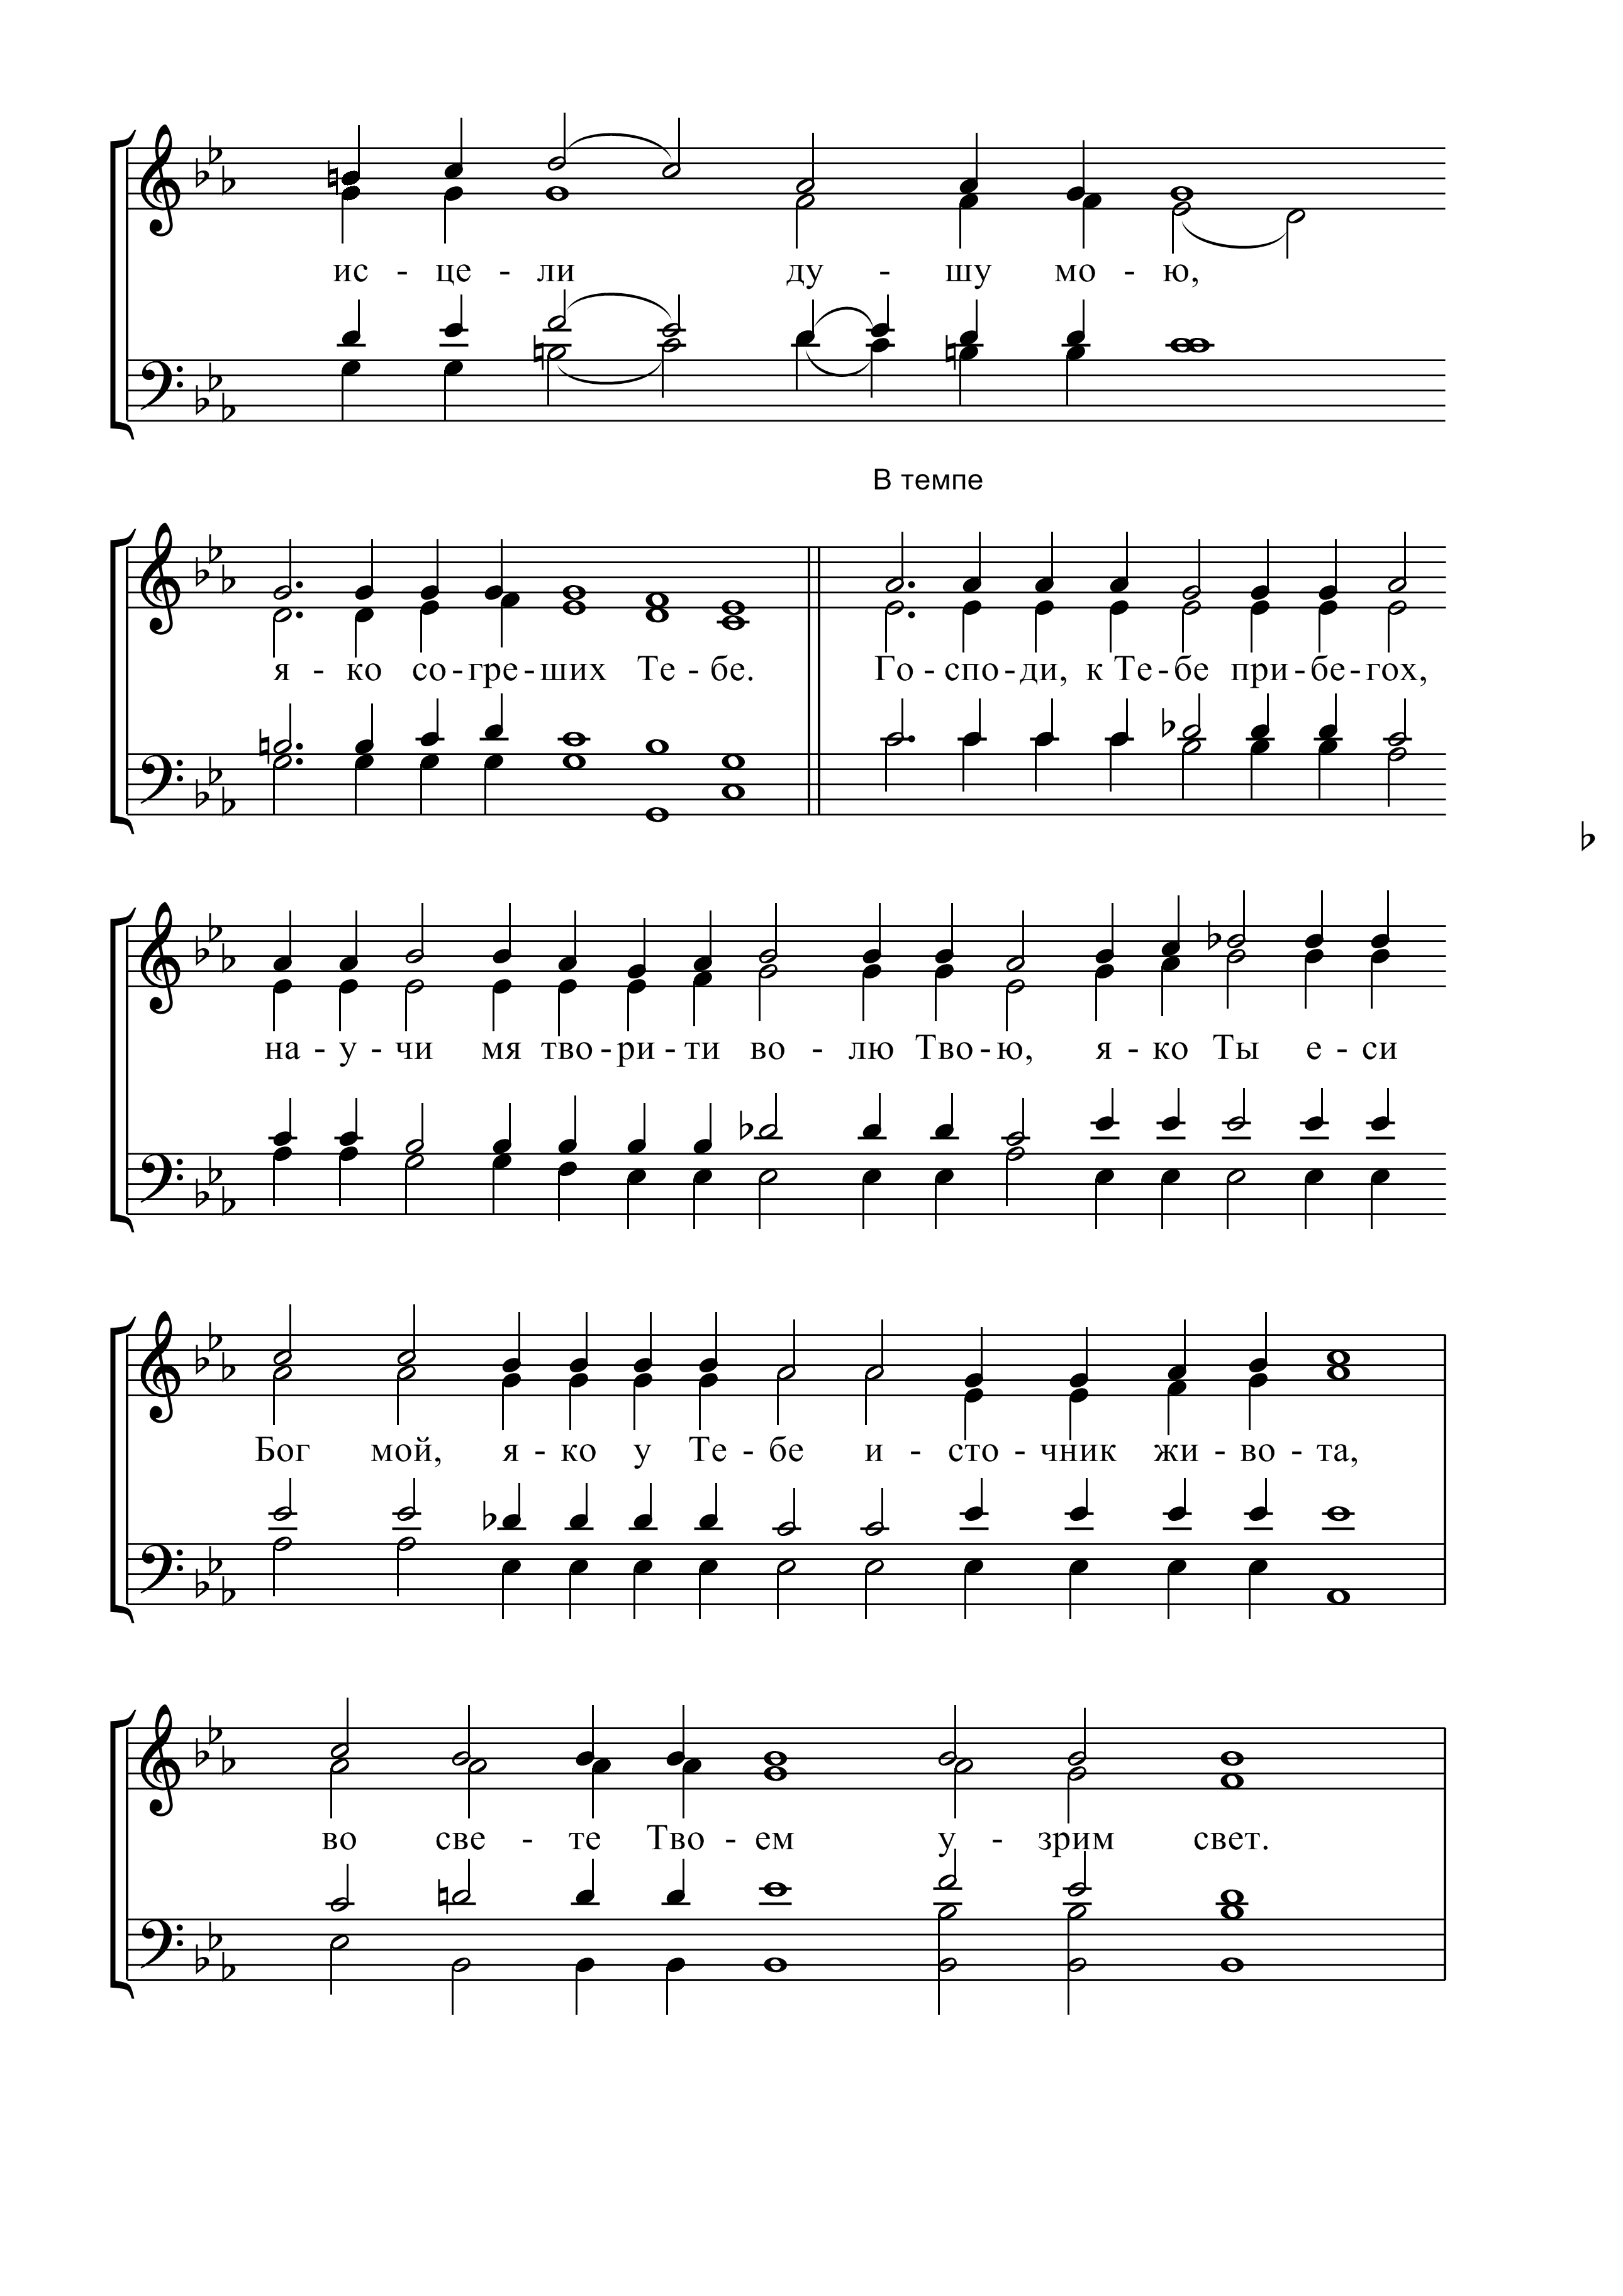 ис - це - ли ду - шу мо - ю,
В темпе
я - ко со - гре - ших Те - бе. Го - спо - ди, к Те - бе при - бе - гох,
на - у - чи мя тво - ри - ти во - лю Тво - ю, я - ко Ты е - си
Бог мой, я - ко у Те - бе и - сто - чник жи - во - та,
во све - те Тво - ем у - зрим свет.